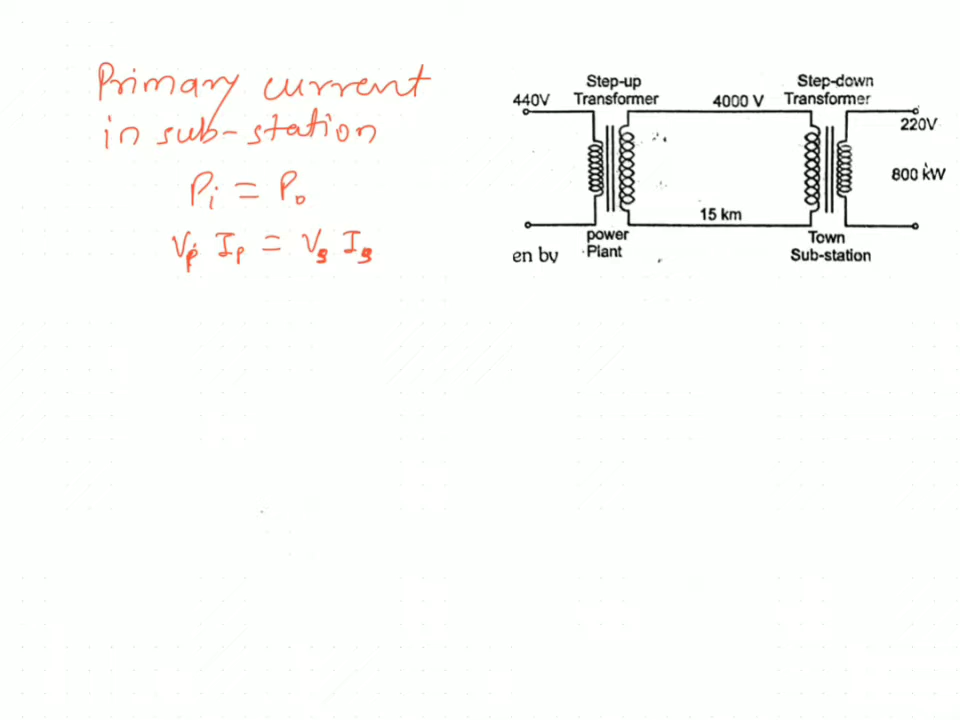 Primary current
in sub-station
Pi = Po
Vp Ip = Vs Is
Step-up
Transformer
Step-down
Transformer
440V
4000 V
220V
800 kW
15 km
power
Plant
Town
Sub-station
en by